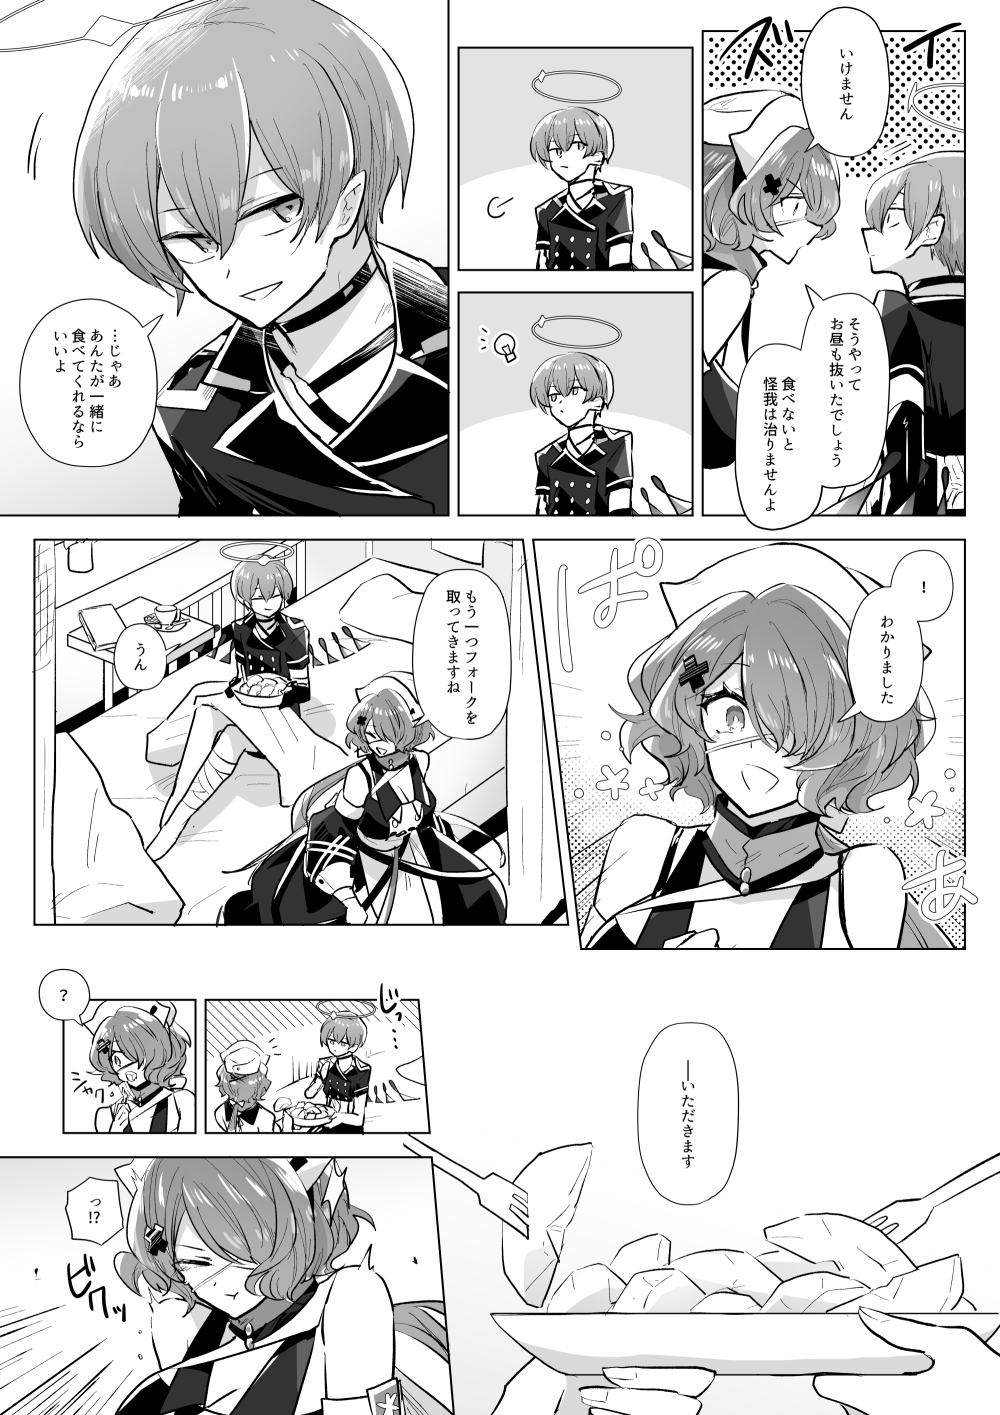 ズイ
いけません
そうやって
お昼も抜いたでしょう
食べないと
怪我は治りませんよ
…じゃあ
あんたが一緒に
食べてくれるなら
いいよ
！
わかりました
ぱあ
もう一つフォークを
取ってきますね
うん
―いただきます
じっ…
？
シャク
っ!?
ビクッ